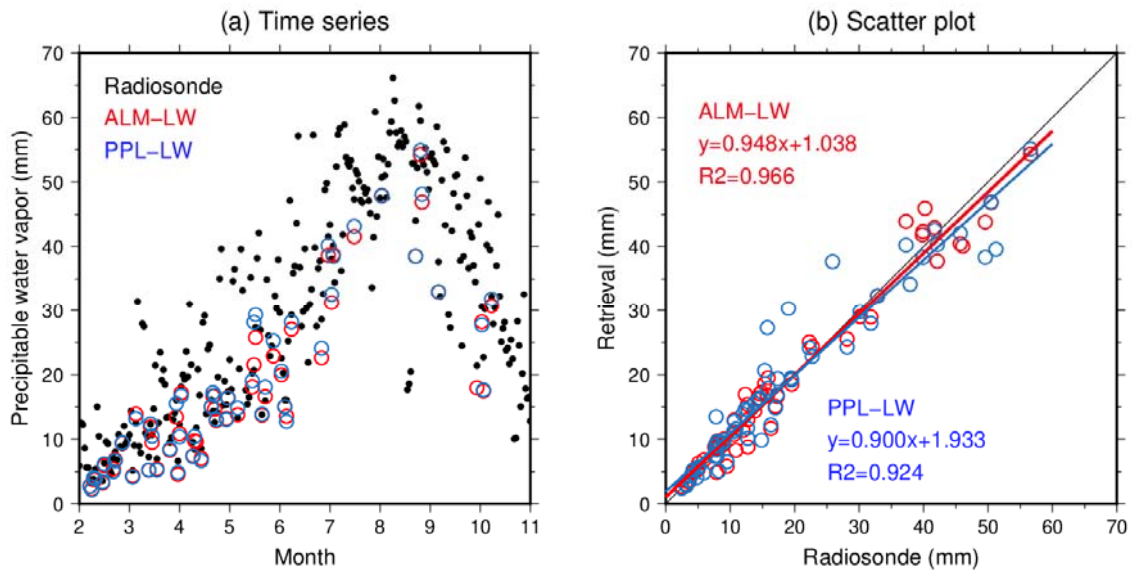 (a) Time series
Precipitable water vapor (mm)
70
60
50
40
30
20
10
0
Radiosonde
ALM-LW
PPL-LW
2 3 4 5 6 7 8 9 10 11
Month
(b) Scatter plot
Retrieval (mm)
70
60
50
40
30
20
10
0
ALM-LW
y=0.948x+1.038
R2=0.966
PPL-LW
y=0.900x+1.933
R2=0.924
0 10 20 30 40 50 60 70
Radiosonde (mm)